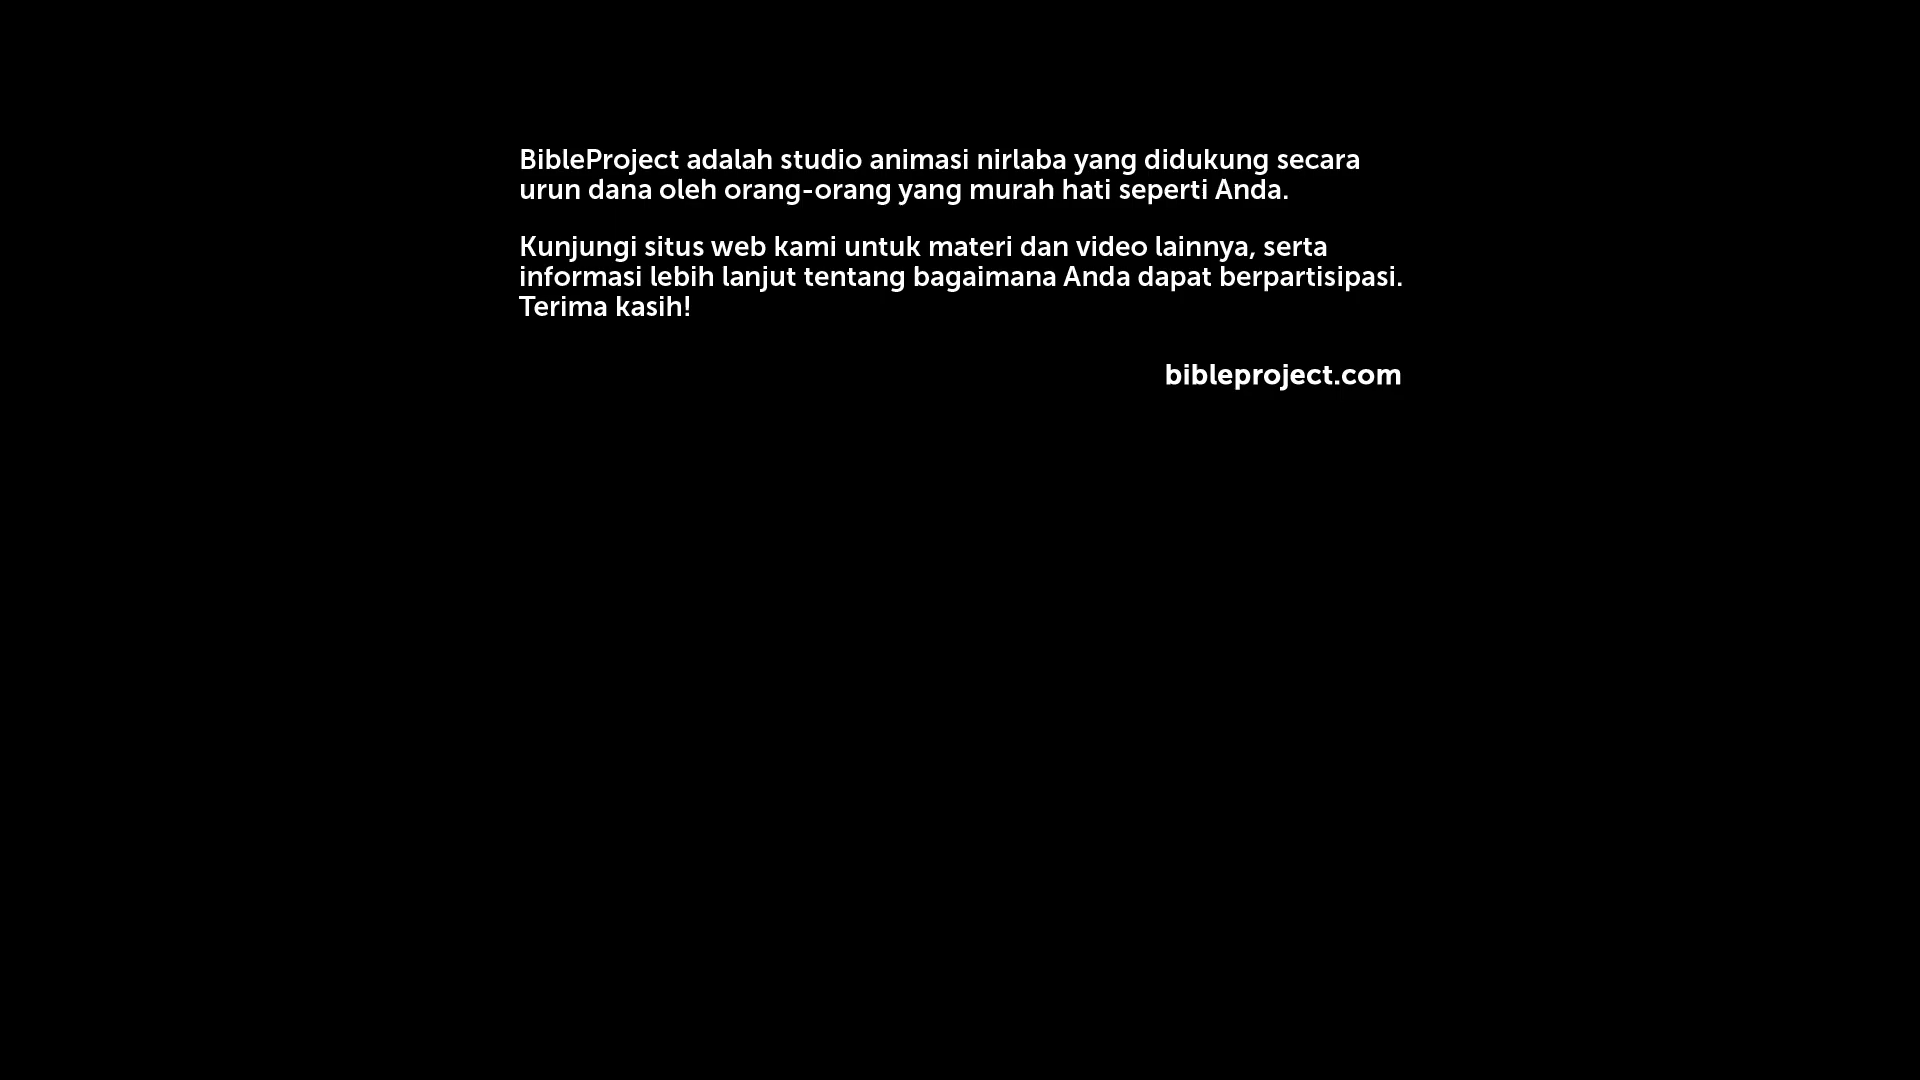 BibleProject adalah studio animasi nirlaba yang didukung secara
urun dana oleh orang-orang yang murah hati seperti Anda.
Kunjungi situs web kami untuk materi dan video lainnya, serta
informasi lebih lanjut tentang bagaimana Anda dapat berpartisipasi.
Terima kasih!
bibleproject.com